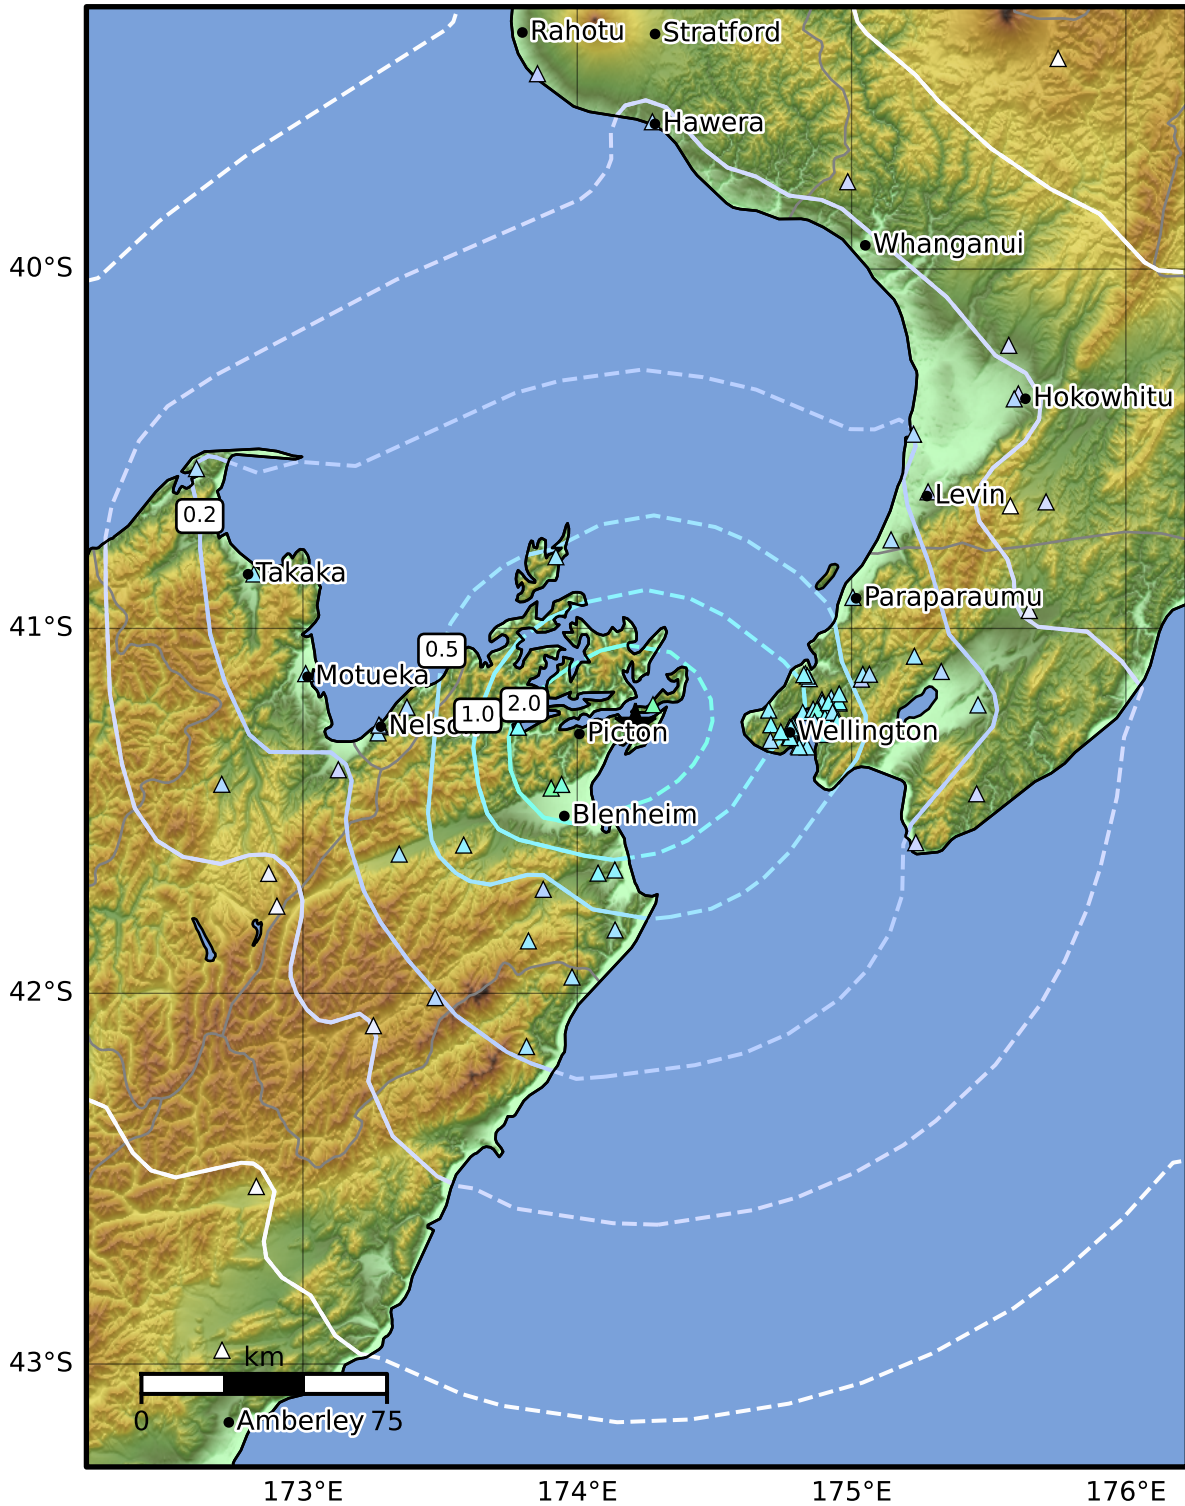 Rahotu
Stratford
Hawera
Whanganui
40°S
Hokowhitu
Levin
0.2
Takaka
Paraparaumu
41°S
0.5
Motueka
2.0
1.0
Nelson
Picton
Wellington
Blenheim
42°S
43°S
km
0
75
Amberley
173°E
174°E
175°E
176°E